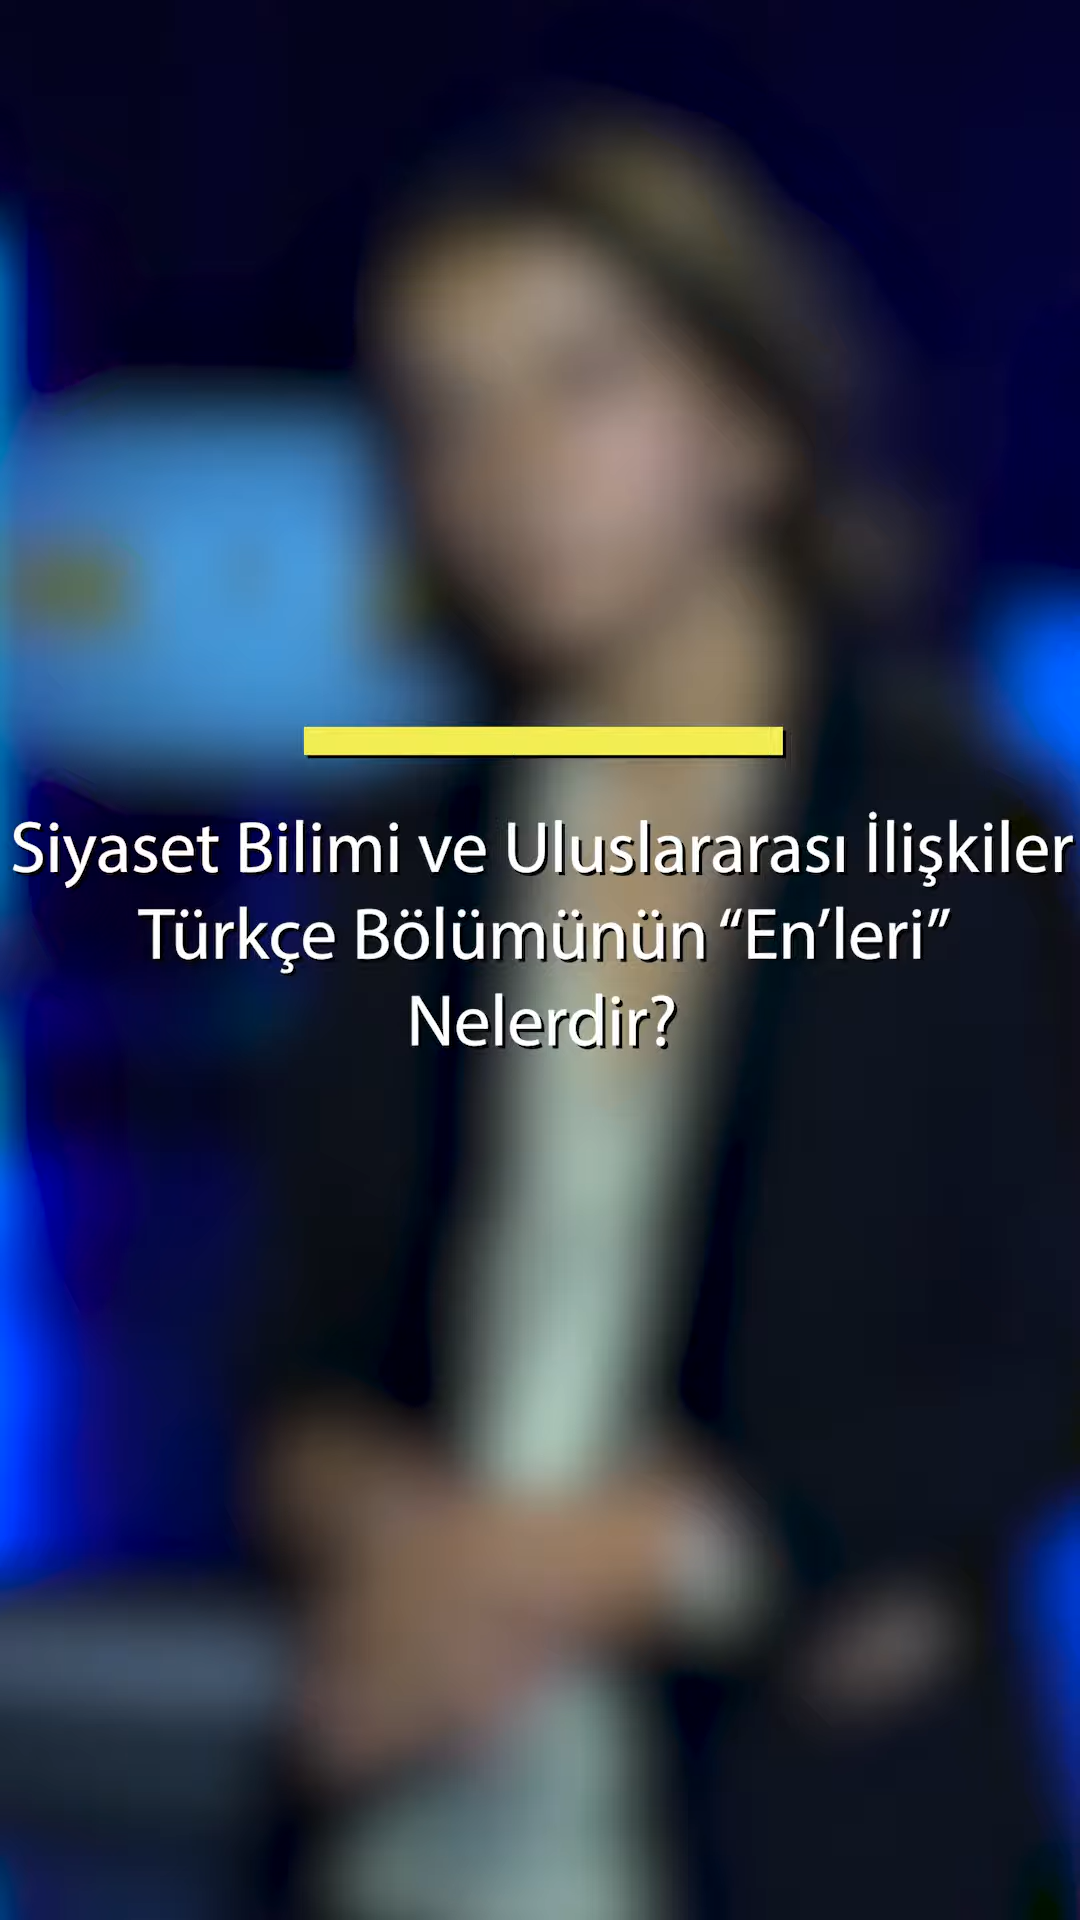 Siyaset Bilimi ve Uluslararası İlişkiler
Türkçe Bölümünün “En’leri”
Nelerdir?